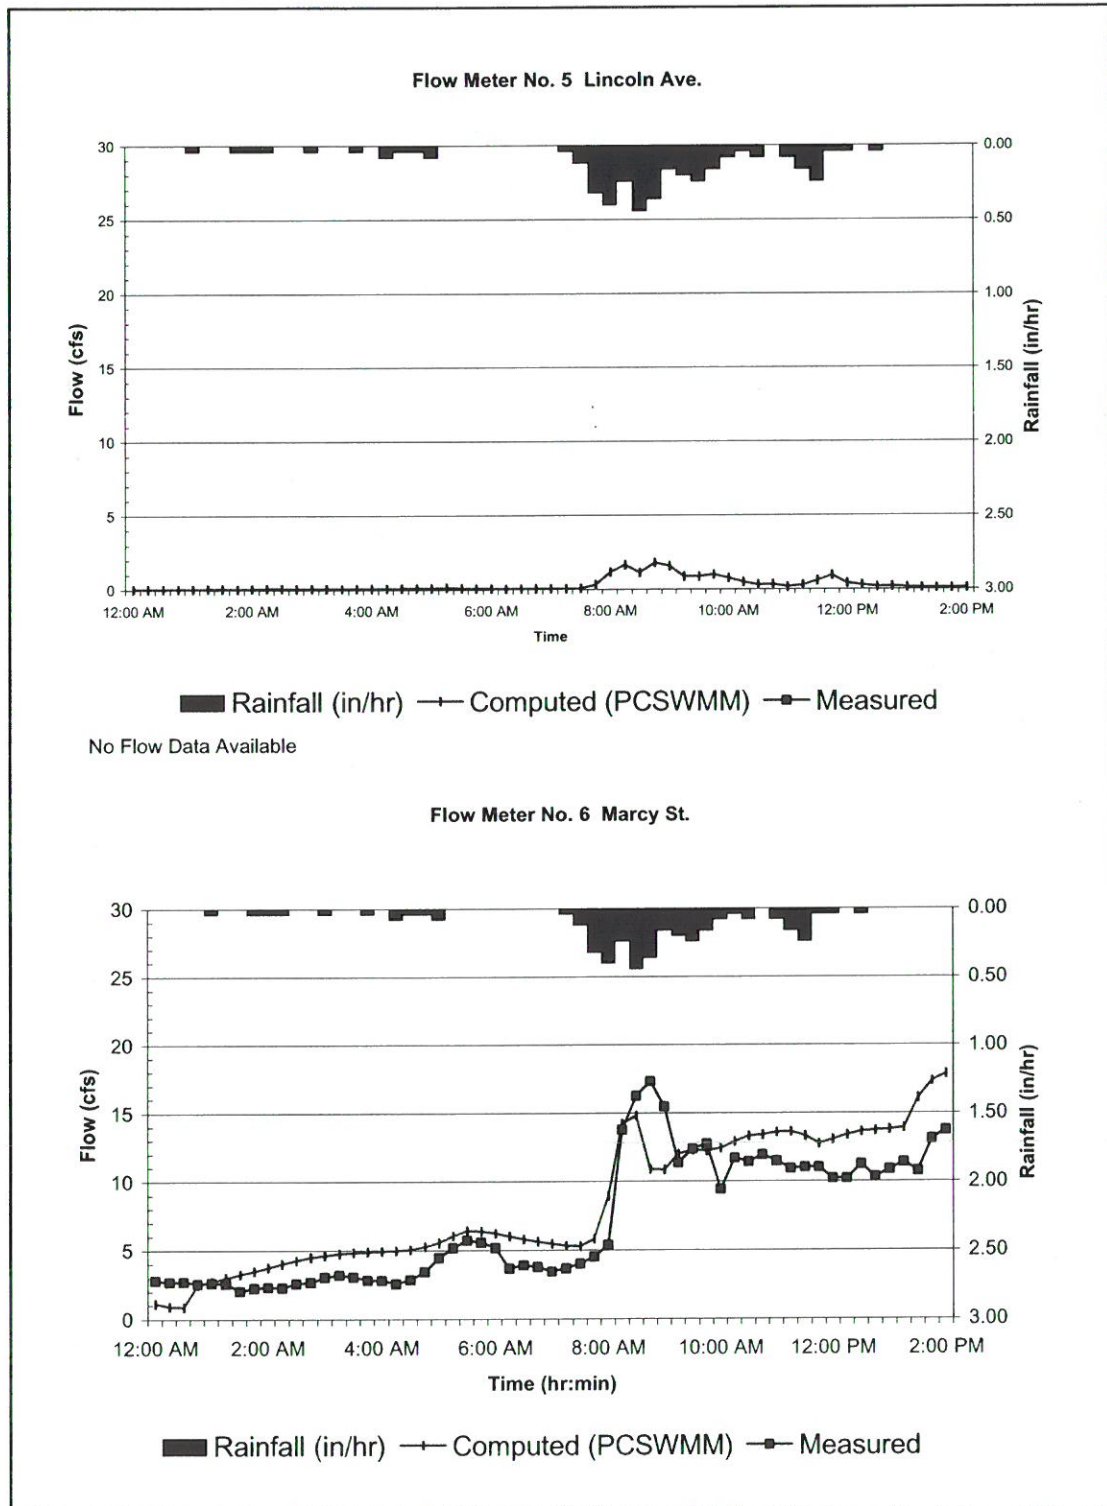 Flow Meter No. 5 Lincoln Ave.
30
25
20
15
10
5
0
Flow (cfs)
0.00
0.50
1.00
1.50
2.00
2.50
3.00
Rainfall (in/hr)
12:00 AM 2:00 AM 4:00 AM 6:00 AM 8:00 AM 10:00 AM 12:00 PM 2:00 PM
Time
Rainfall (in/hr) Computed (PCSWMM) Measured
No Flow Data Available
Flow Meter No. 6 Marcy St.
30
25
20
15
10
5
0
Flow (cfs)
0.00
0.50
1.00
1.50
2.00
2.50
3.00
Rainfall (in/hr)
12:00 AM 2:00 AM 4:00 AM 6:00 AM 8:00 AM 10:00 AM 12:00 PM 2:00 PM
Time (hr:min)
Rainfall (in/hr) Computed (PCSWMM) Measured